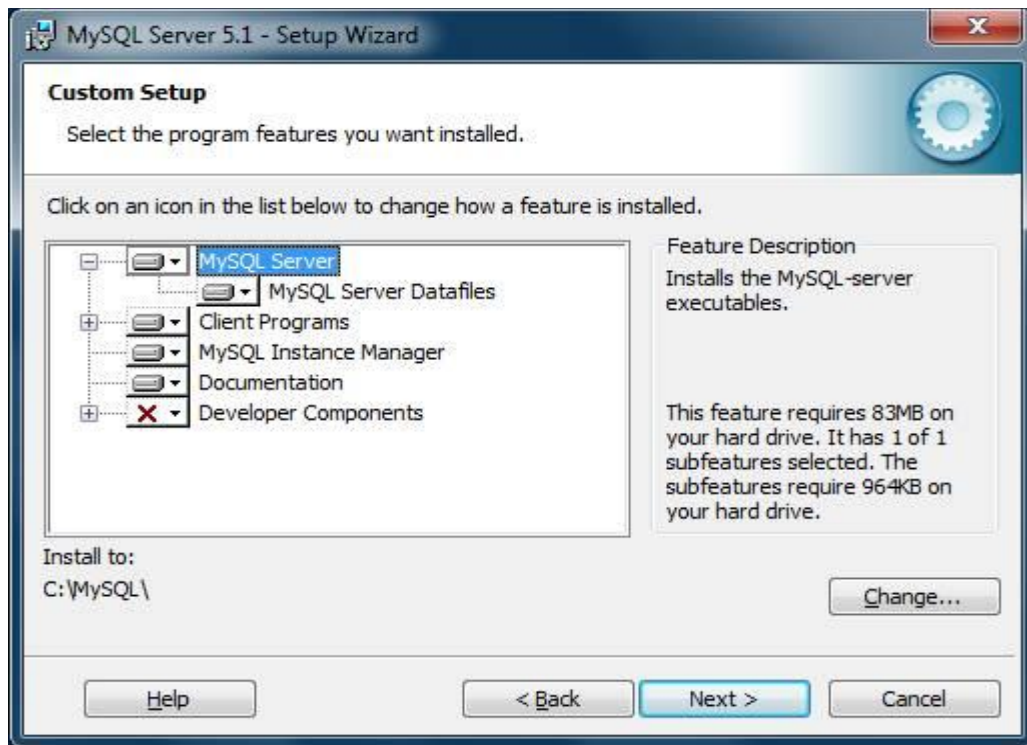 MySQL Server 5.1 - Setup Wizard
Custom Setup
Select the program features you want installed.
Click on an icon in the list below to change how a feature is installed.
MySQL Server
MySQL Server Datafiles
Client Programs
MySQL Instance Manager
Documentation
Developer Components
Feature Description
Installs the MySQL-server
executables.
This feature requires 83MB on
your hard drive. It has 1 of 1
subfeatures selected. The
subfeatures require 964KB on
your hard drive.
Install to:
C:\MySQL\
Change...
Help
< Back
Next >
Cancel